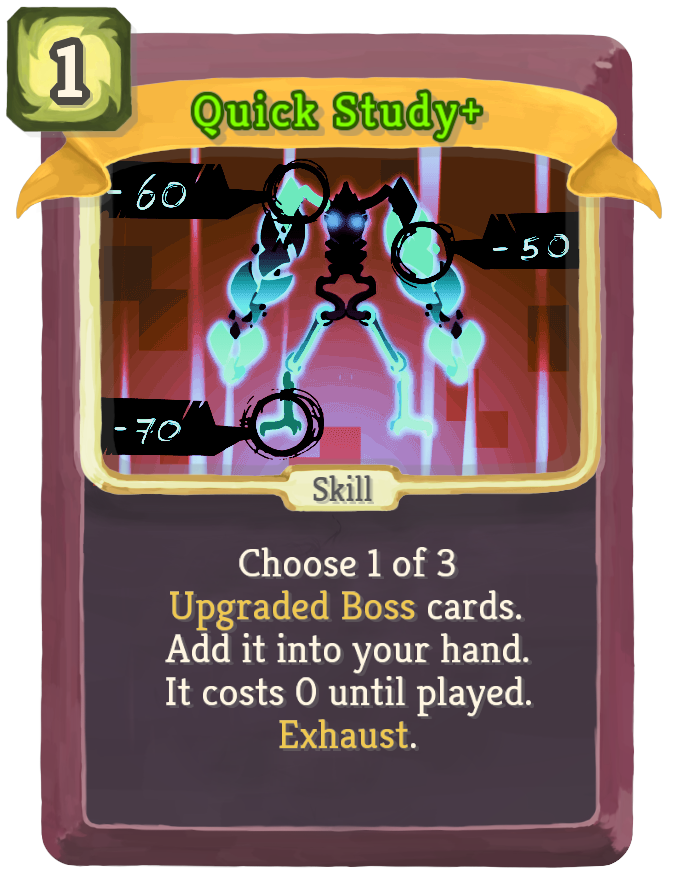 1
Quick Study+
-60
-50
-70
Skill
Choose 1 of 3
Upgraded Boss cards.
Add it into your hand.
It costs 0 until played.
Exhaust.